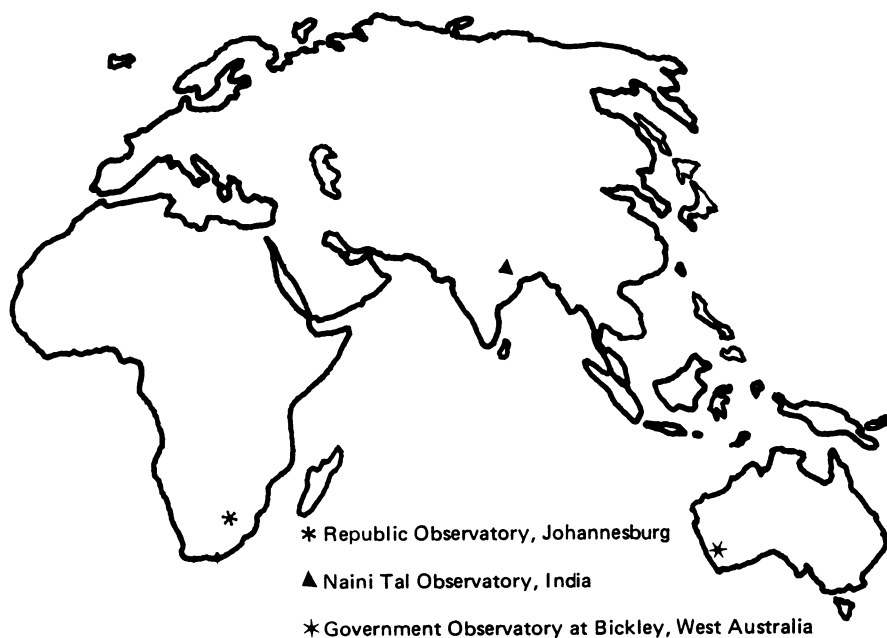 Republic Observatory, Johannesburg
Naini Tal Observatory, India
Government Observatory at Bickley, West Australia